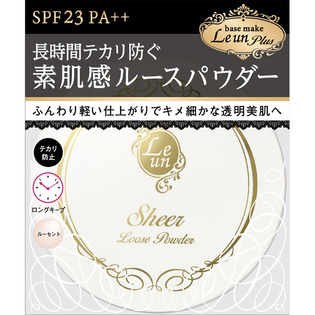 SPF23 PA++
base make
Leun Plus
長時間テカリ防ぐ
素肌感ルースパウダー
ふんわり軽い仕上がりでキメ細かな透明美肌へ
テカリ
防止
ロングキープ
ルーセント
Le
un
Sheer
Loose Powder